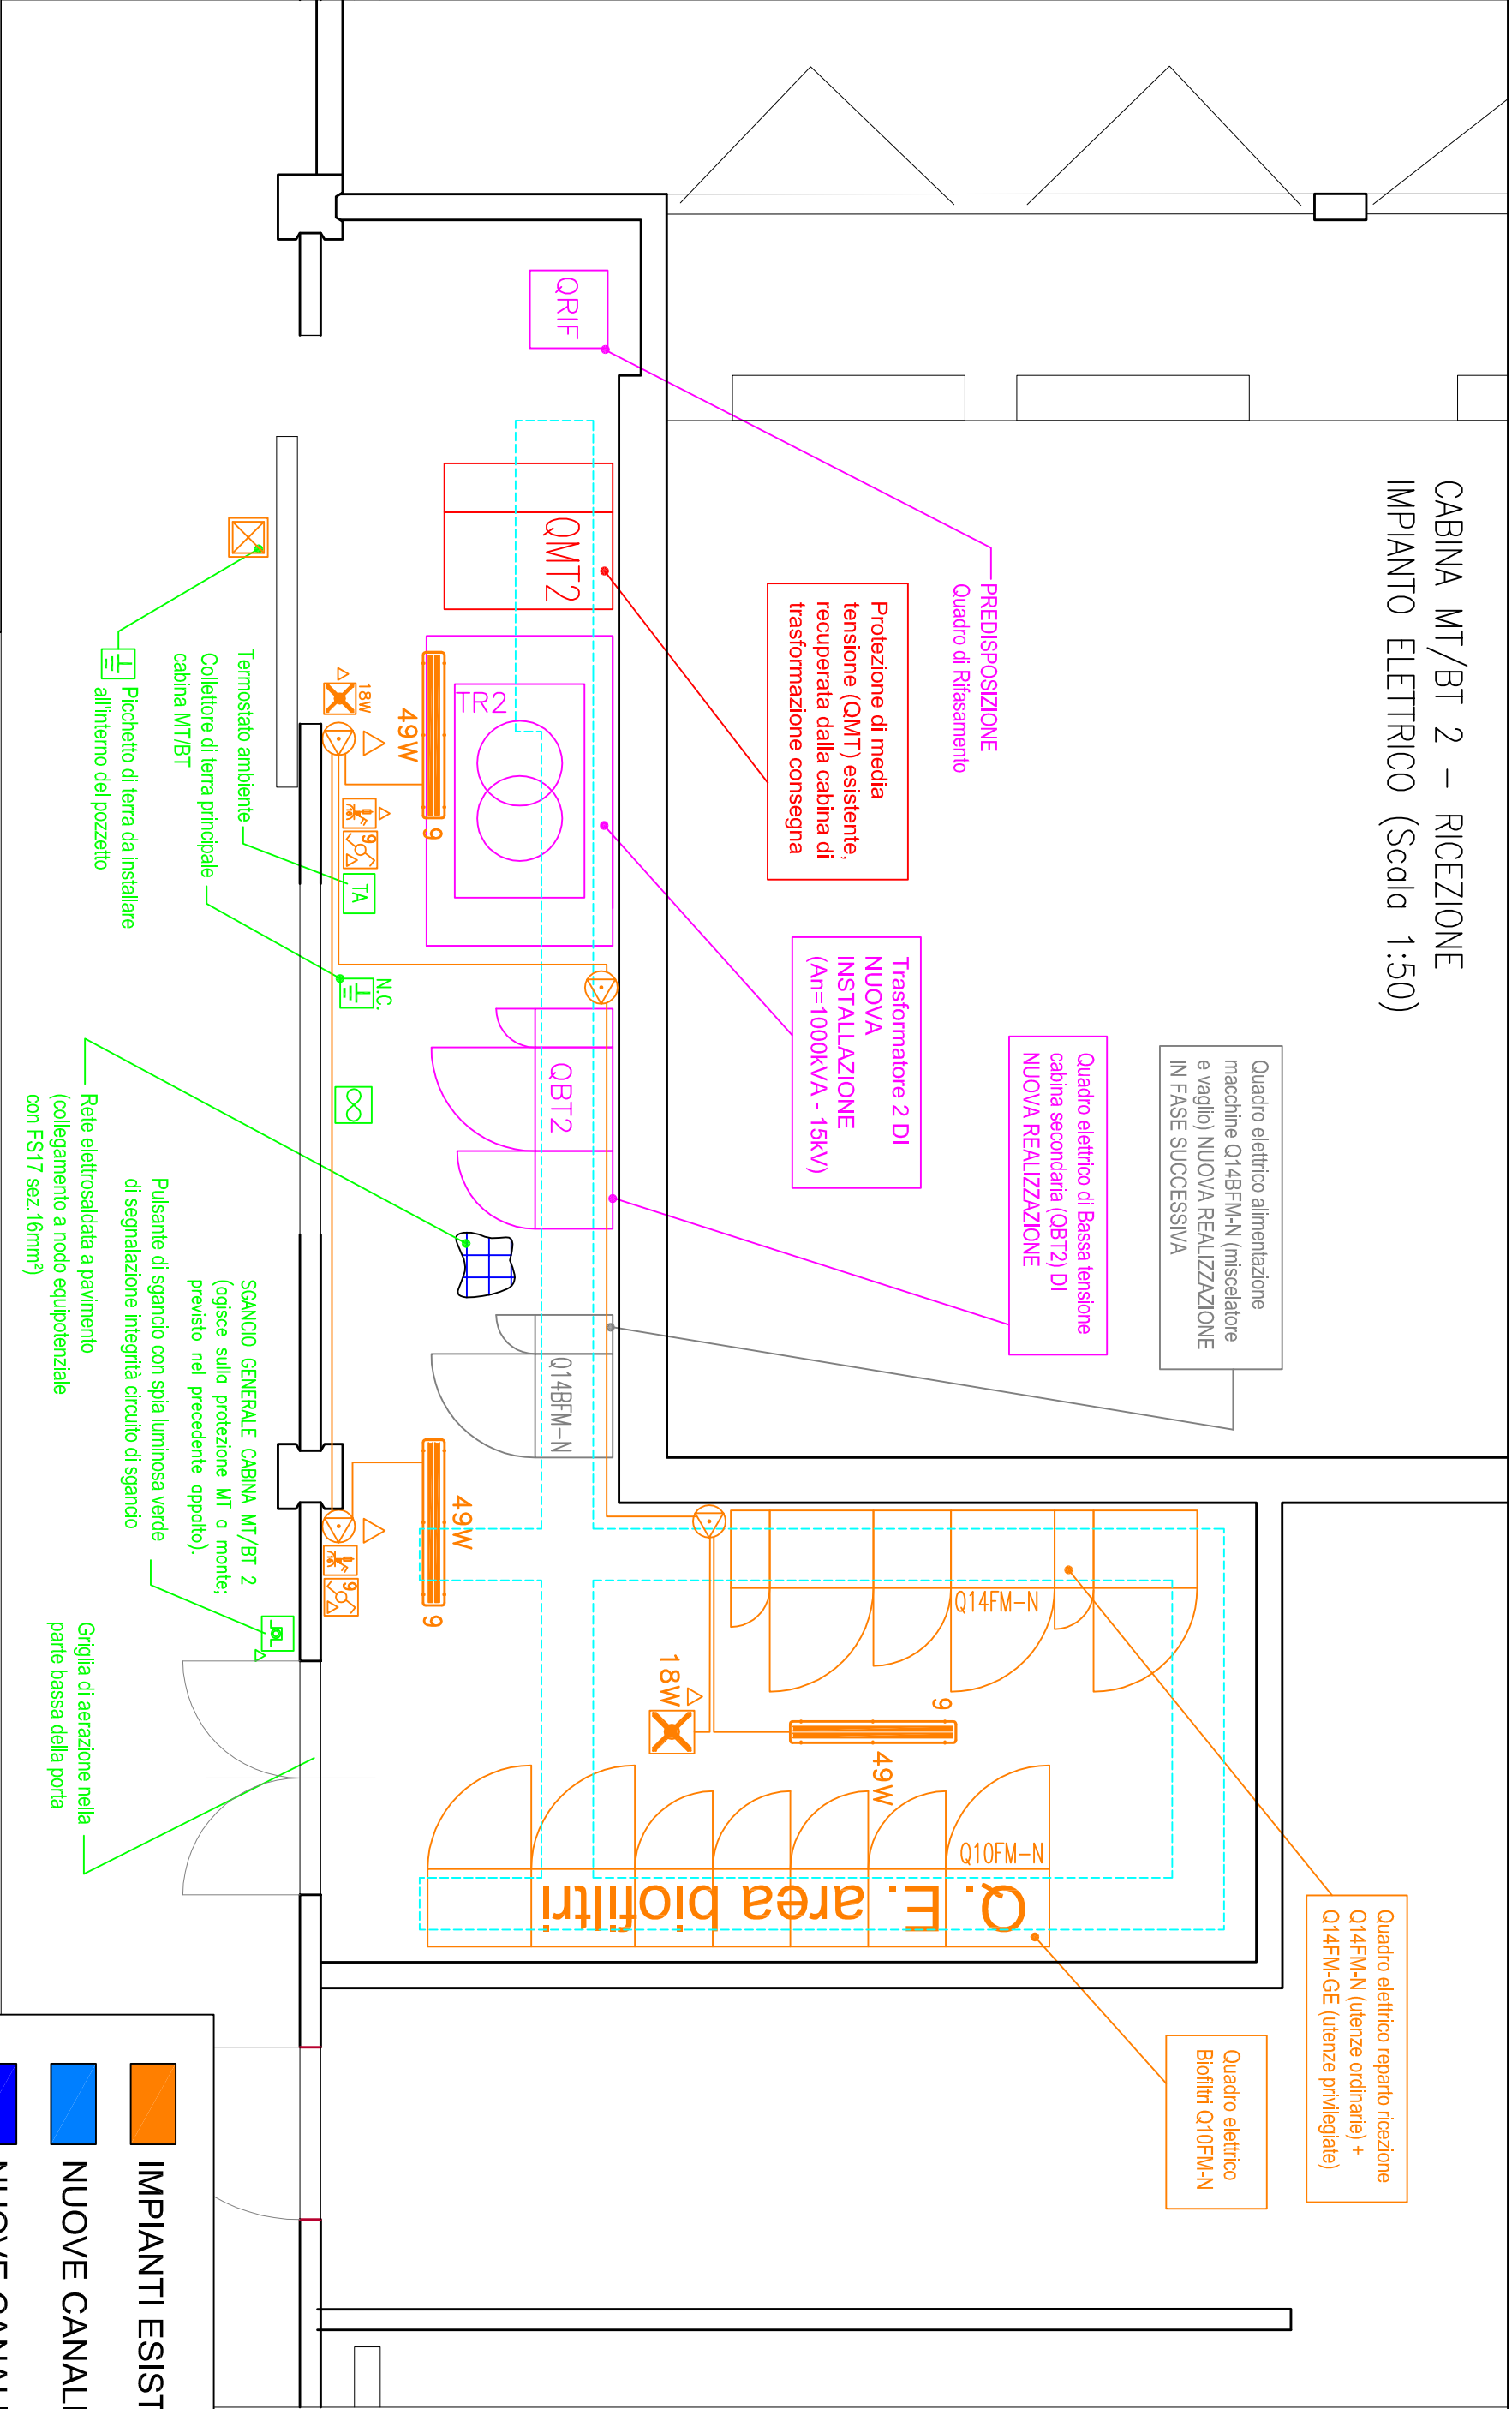 CABINA MT/BT 2 – RICEZIONE
IMPIANTO ELETTRICO (Scala 1:50)
Quadro elettrico reparto ricezione
Q14FM-N (utenze ordinarie) +
Q14FM-GE (utenze privilegiate)
Quadro elettrico
Biofiltri Q10FM-N
Quadro elettrico alimentazione
macchine Q14BFM-N (miscelatore
e vaglio) NUOVA REALIZZAZIONE
IN FASE SUCCESSIVA
Quadro elettrico di Bassa tensione
cabina secondaria (QBT2) DI
NUOVA REALIZZAZIONE
PREDISPOSIZIONE
Quadro di Rifasamento
Trasformatore 2 DI
NUOVA
INSTALLAZIONE
(An=1000kVA - 15kV)
Protezione di media
tensione (QMT) esistente,
recuperata dalla cabina di
trasformazione consegna
QRIF
QMT2
TR2
QBT2
Q14BFM-N
Q14FM-N
Q10FM-N
Q. E. area biofiltri
18W
49W
9
49W
9
18W
49W
9
9
9
TA
N.C.
Termostato ambiente
Collettore di terra principale
cabina MT/BT
Picchetto di terra da installare
all'interno del pozzetto
SGANCIO GENERALE CABINA MT/BT 2
(agisce sulla protezione MT a monte;
previsto nel precedente appalto).
Pulsante di sgancio con spia luminosa verde
di segnalazione integrità circuito di sgancio
Rete elettrosaldata a pavimento
(collegamento a nodo equipotenziale
con FS17 sez.16mm²)
Griglia di aerazione nella
parte bassa della porta
IMPIANTI ESIST
NUOVE CANALI